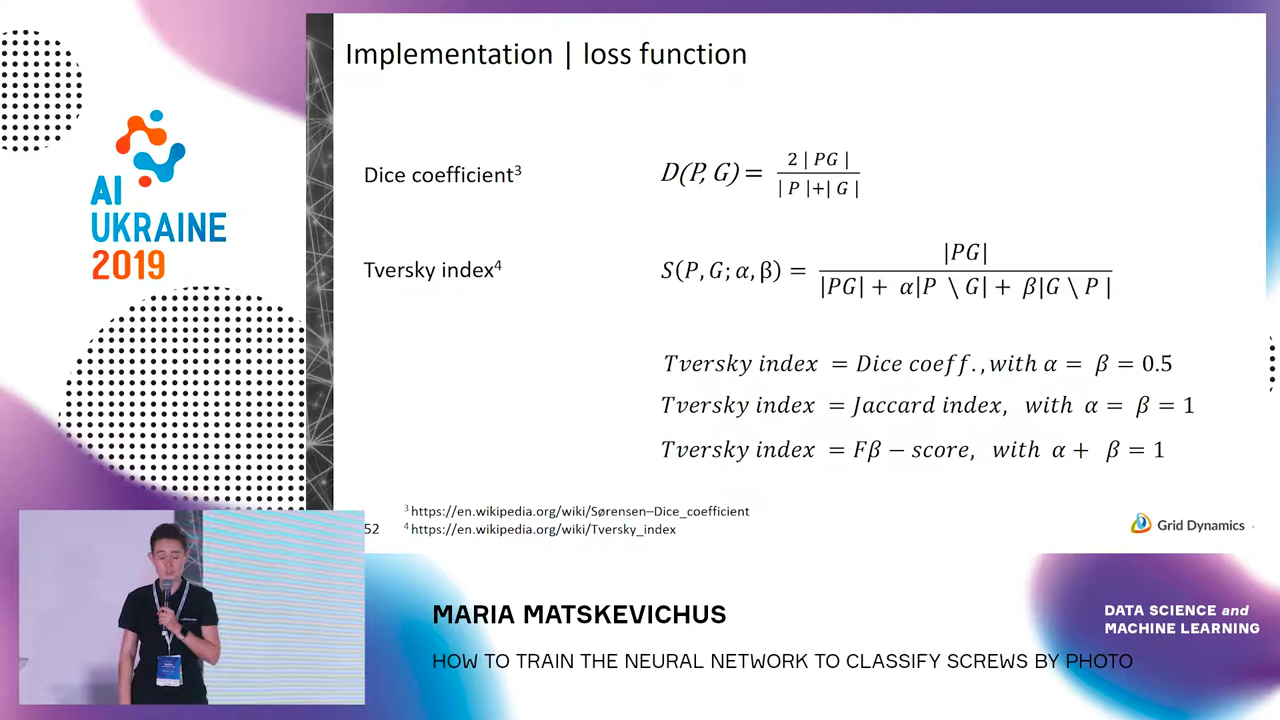 Implementation | loss function
Dice coefficient³ D(P, G) = 2 | PG | / | P |+| G |
Tversky index⁴ S(P, G; α, β) = |PG| / |PG| + α|P \ G| + β|G \ P |
Tversky index = Dice coeff., with α = β = 0.5
Tversky index = Jaccard index, with α = β = 1
Tversky index = Fβ − score, with α + β = 1
³ https://en.wikipedia.org/wiki/Sørensen–Dice_coefficient
52
⁴ https://en.wikipedia.org/wiki/Tversky_index
Grid Dynamics
AI
UKRAINE
2019
MARIA MATSKEVICHUS
HOW TO TRAIN THE NEURAL NETWORK TO CLASSIFY SCREWS BY PHOTO
DATA SCIENCE and
MACHINE LEARNING